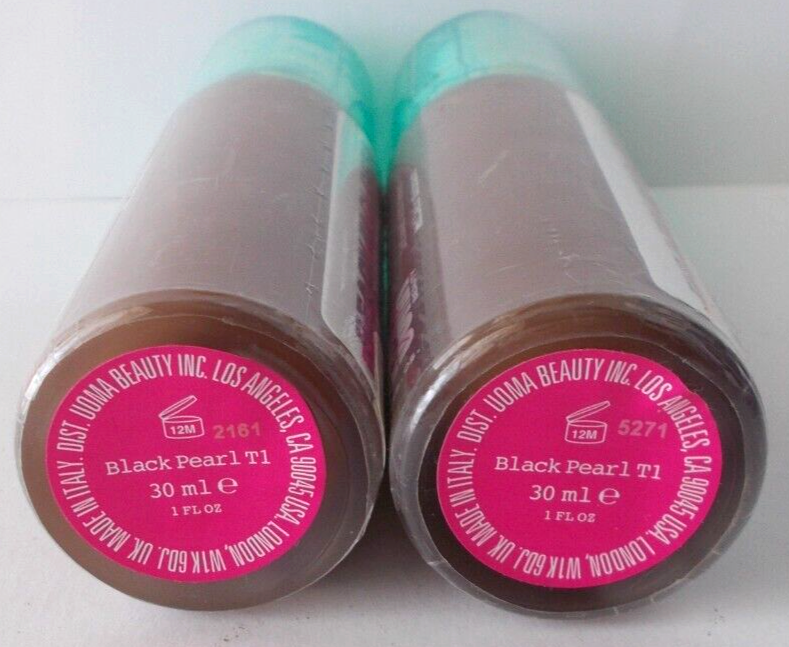 MADE IN ITALY. DIST. UOMA BEAUTY INC. LOS ANGELES, CA 90045 USA. LONDON, W1K 6DJ. UK.
12M 2161
Black Pearl T1
30 ml ℮
1 FL OZ
MADE IN ITALY. DIST. UOMA BEAUTY INC. LOS ANGELES, CA 90045 USA. LONDON, W1K 6DJ. UK.
12M 5271
Black Pearl T1
30 ml ℮
1 FL OZ